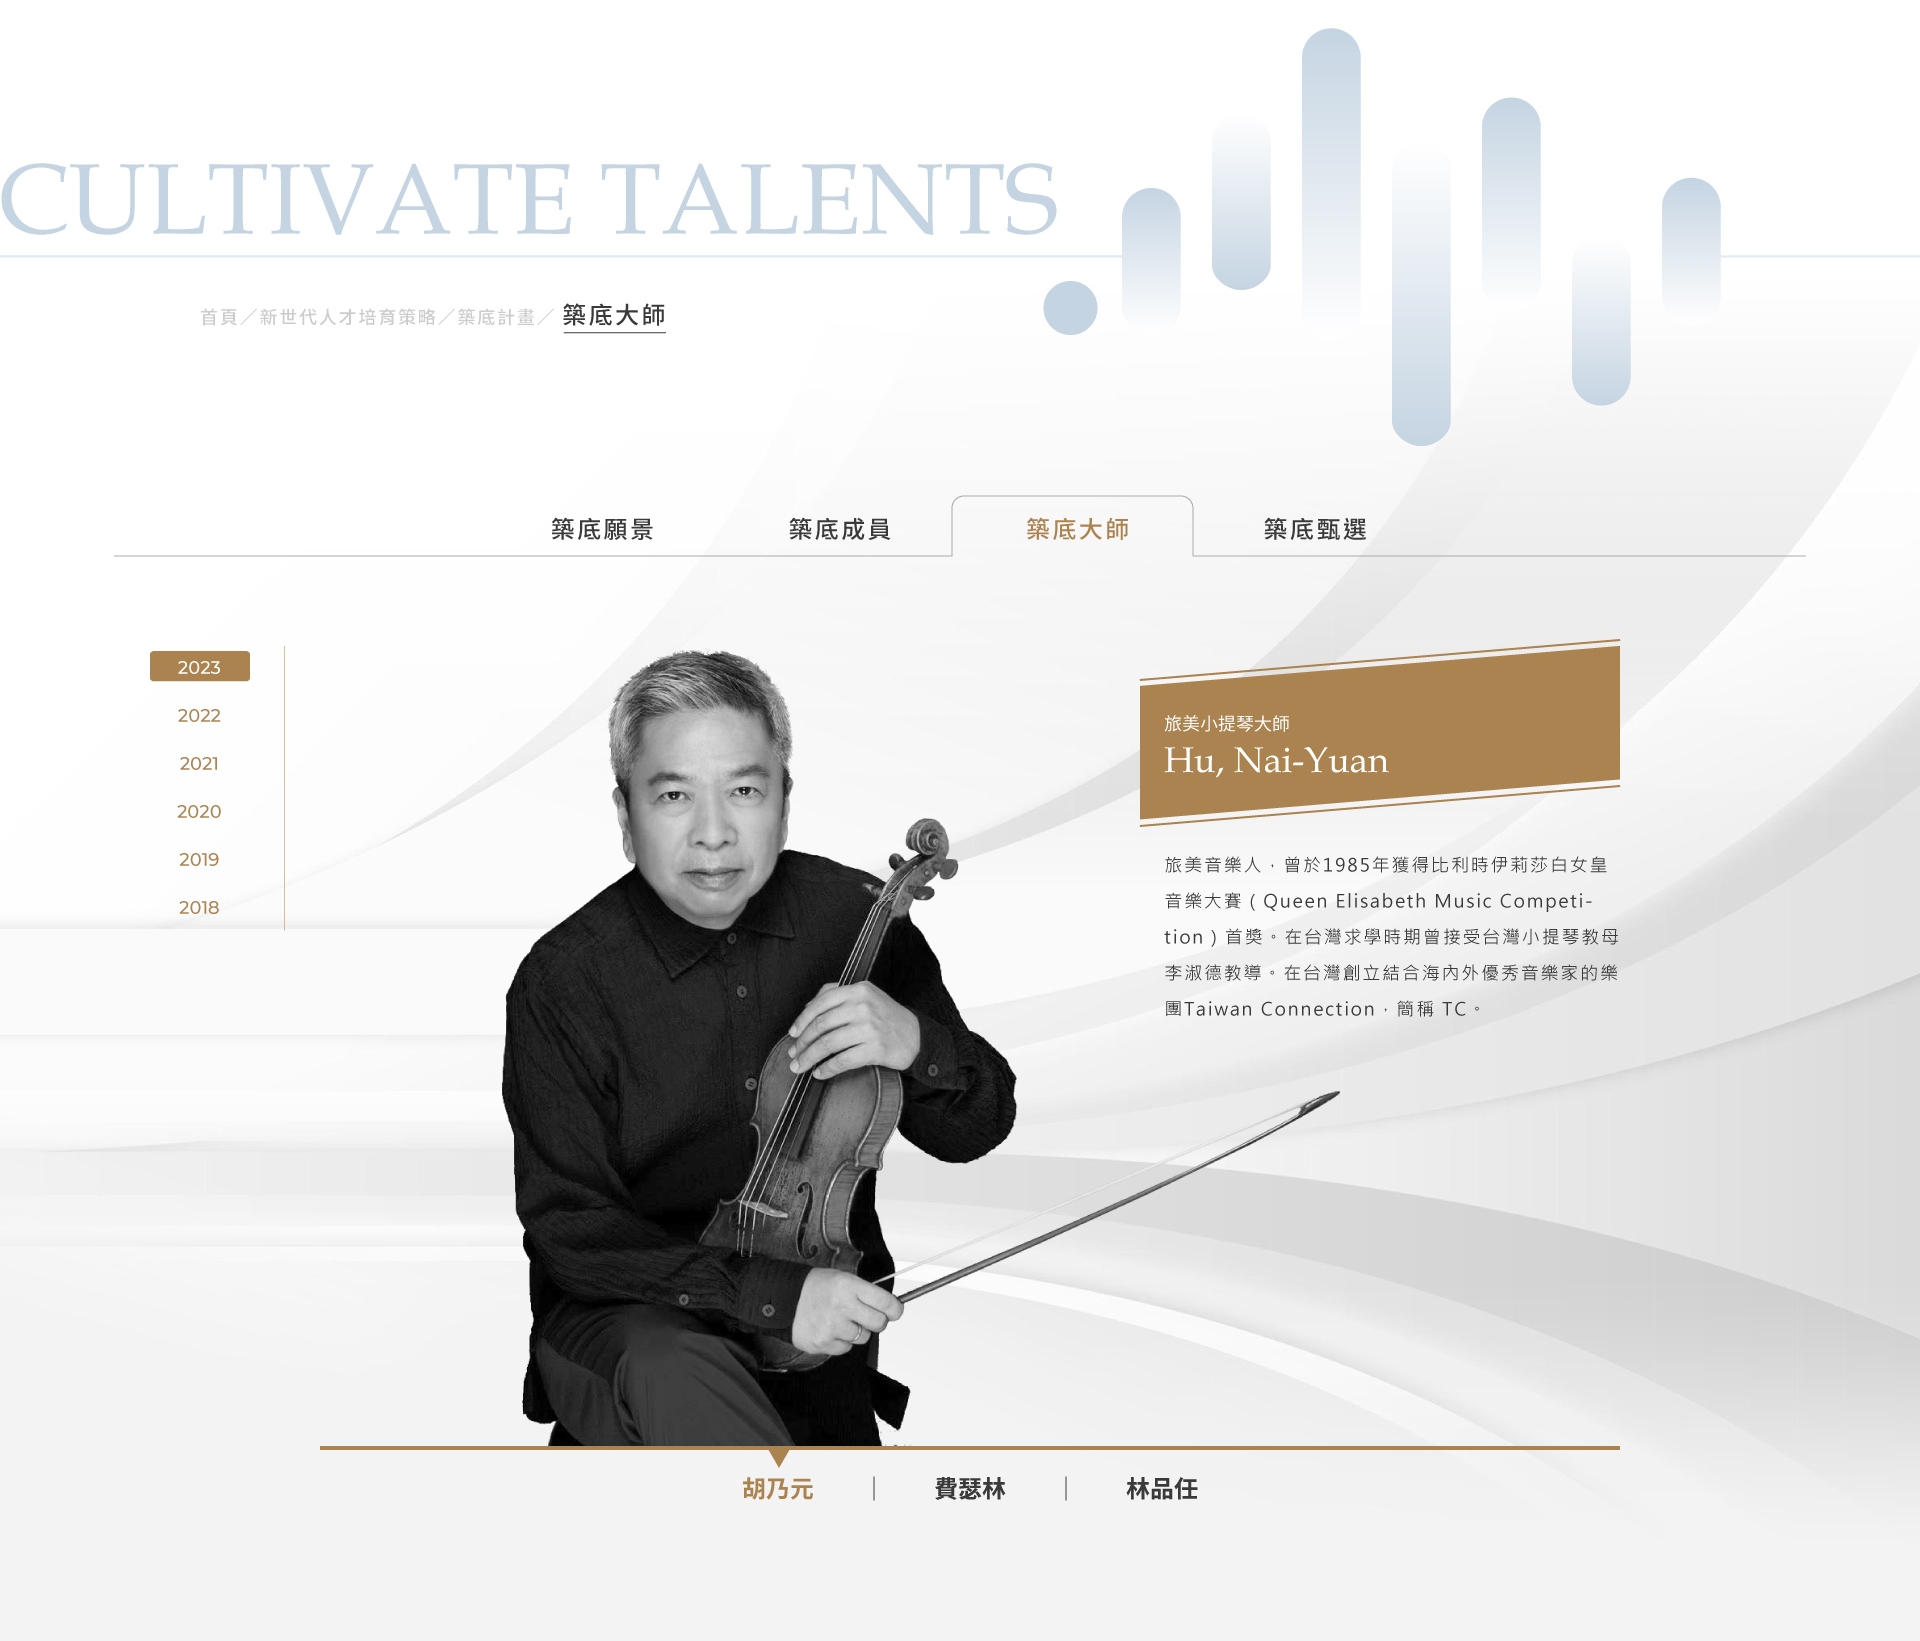 CULTIVATE TALENTS
首頁／新世代人才培育策略／築底計畫／ 築底大師
築底願景
築底成員
築底大師
築底甄選
2023
2022
2021
2020
2019
2018
旅美小提琴大師
Hu, Nai-Yuan
旅美音樂人，曾於1985年獲得比利時伊莉莎白女皇
音樂大賽 ( Queen Elisabeth Music Competi-
tion ) 首獎。在台灣求學時期曾接受台灣小提琴教母
李淑德教導。在台灣創立結合海內外優秀音樂家的樂
團Taiwan Connection，簡稱 TC。
胡乃元 | 費瑟林 | 林品任